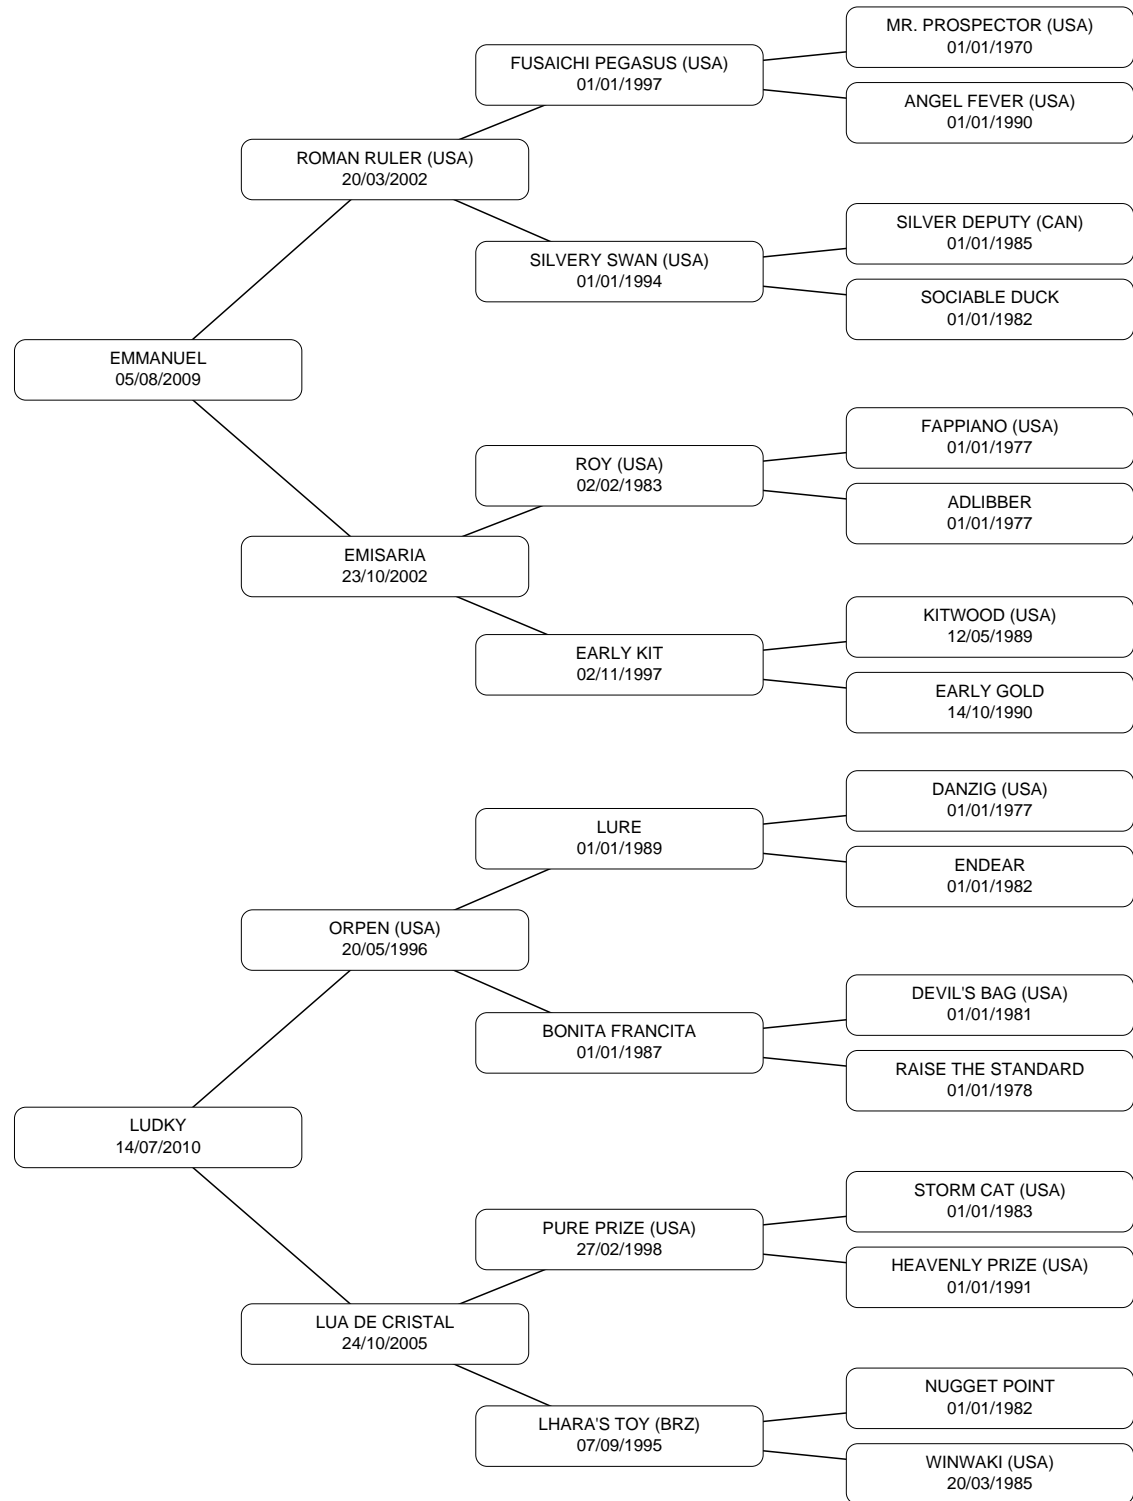 MR. PROSPECTOR (USA)
01/01/1970
FUSAICHI PEGASUS (USA)
01/01/1997
ANGEL FEVER (USA)
01/01/1990
ROMAN RULER (USA)
20/03/2002
SILVER DEPUTY (CAN)
01/01/1985
SILVERY SWAN (USA)
01/01/1994
SOCIABLE DUCK
01/01/1982
EMMANUEL
05/08/2009
FAPPIANO (USA)
01/01/1977
ROY (USA)
02/02/1983
ADLIBBER
01/01/1977
EMISARIA
23/10/2002
KITWOOD (USA)
12/05/1989
EARLY KIT
02/11/1997
EARLY GOLD
14/10/1990
DANZIG (USA)
01/01/1977
LURE
01/01/1989
ENDEAR
01/01/1982
ORPEN (USA)
20/05/1996
DEVIL'S BAG (USA)
01/01/1981
BONITA FRANCITA
01/01/1987
RAISE THE STANDARD
01/01/1978
LUDKY
14/07/2010
STORM CAT (USA)
01/01/1983
PURE PRIZE (USA)
27/02/1998
HEAVENLY PRIZE (USA)
01/01/1991
LUA DE CRISTAL
24/10/2005
NUGGET POINT
01/01/1982
LHARA'S TOY (BRZ)
07/09/1995
WINWAKI (USA)
20/03/1985